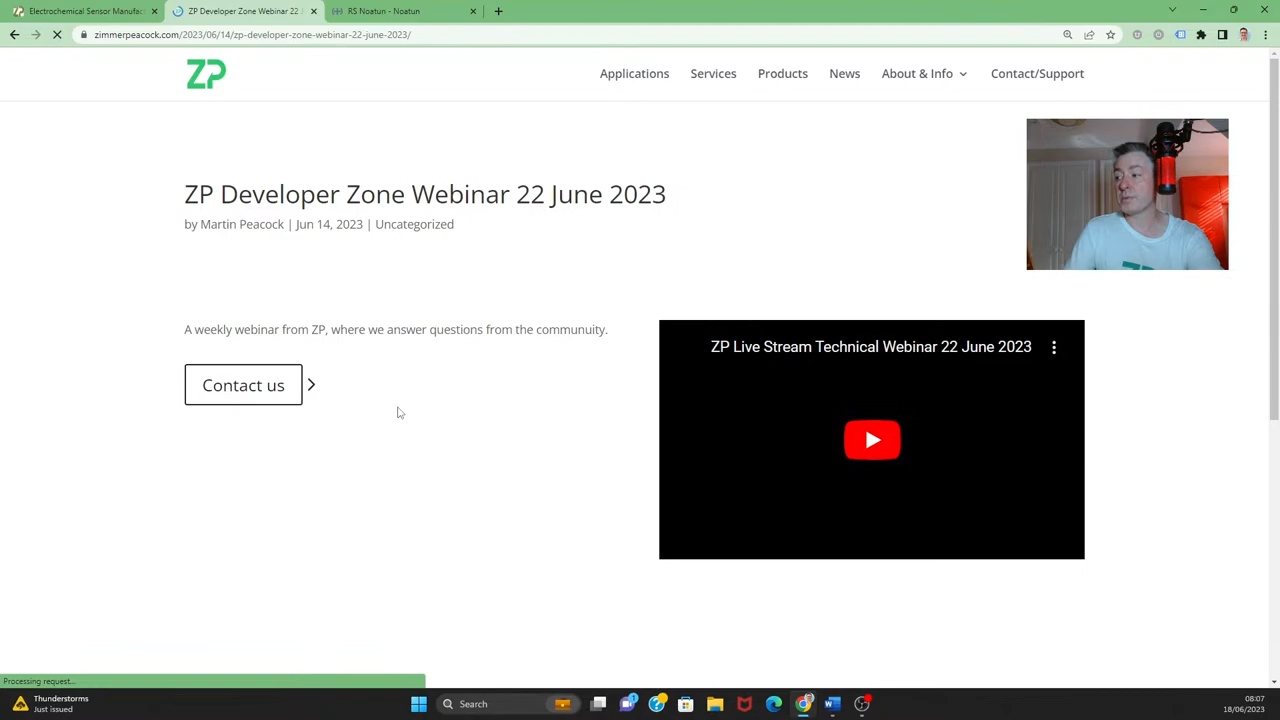 Electrochemical Sensor Manufac
ZP Developer Zone Webinar 22 J
RS Noatun - Noatun
zimmerpeacock.com/2023/06/14/zp-developer-zone-webinar-22-june-2023/
ZP
Applications
Services
Products
News
About & Info
Contact/Support
ZP Developer Zone Webinar 22 June 2023
by Martin Peacock | Jun 14, 2023 | Uncategorized
A weekly webinar from ZP, where we answer questions from the commuunity.
Contact us
ZP Live Stream Technical Webinar 22 June 2023
Processing request...
Thunderstorms
Just issued
Search
08:07
18/06/2023